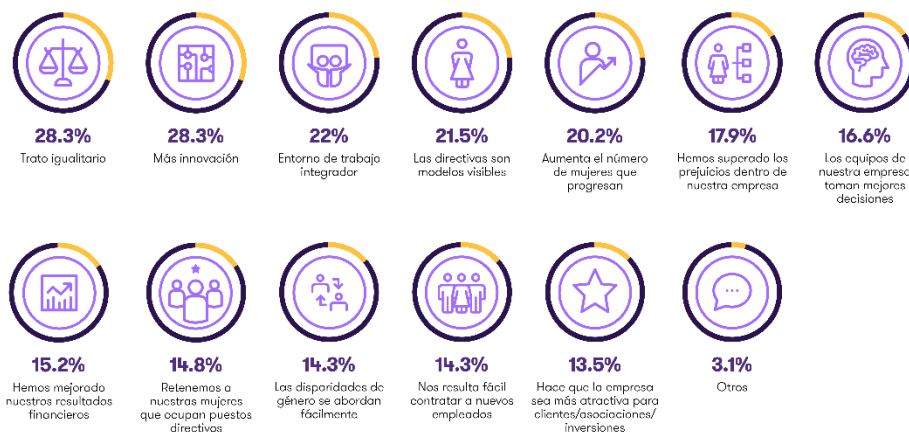 28.3%
Trato igualitario
28.3%
Más innovación
22%
Entorno de trabajo
integrador
21.5%
Las directivas son
modelos visibles
20.2%
Aumenta el número
de mujeres que
progresan
17.9%
Hemos superado los
prejuicios dentro de
nuestra empresa
16.6%
Los equipos de
nuestra empresa
toman mejores
decisiones
15.2%
Hemos mejorado
nuestros resultados
financieros
14.8%
Retenemos a
nuestras mujeres
que ocupan puestos
directivos
14.3%
Las disparidades de
género se abordan
fácilmente
14.3%
Nos resulta fácil
contratar a nuevos
empleados
13.5%
Hace que la empresa
sea más atractiva para
clientes/asociaciones/
inversiones
3.1%
Otros